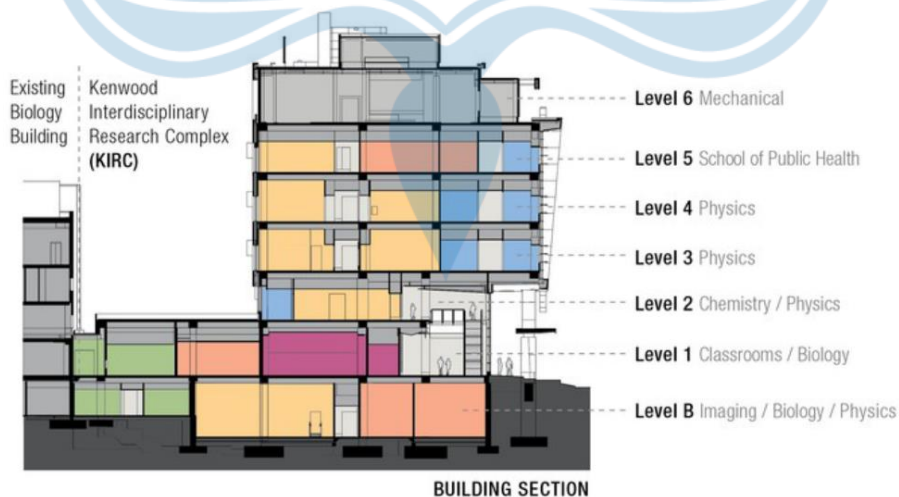 Existing
Biology
Building
Kenwood
Interdisciplinary
Research Complex
(KIRC)
Level 6 Mechanical
Level 5 School of Public Health
Level 4 Physics
Level 3 Physics
Level 2 Chemistry / Physics
Level 1 Classrooms / Biology
Level B Imaging / Biology / Physics
BUILDING SECTION